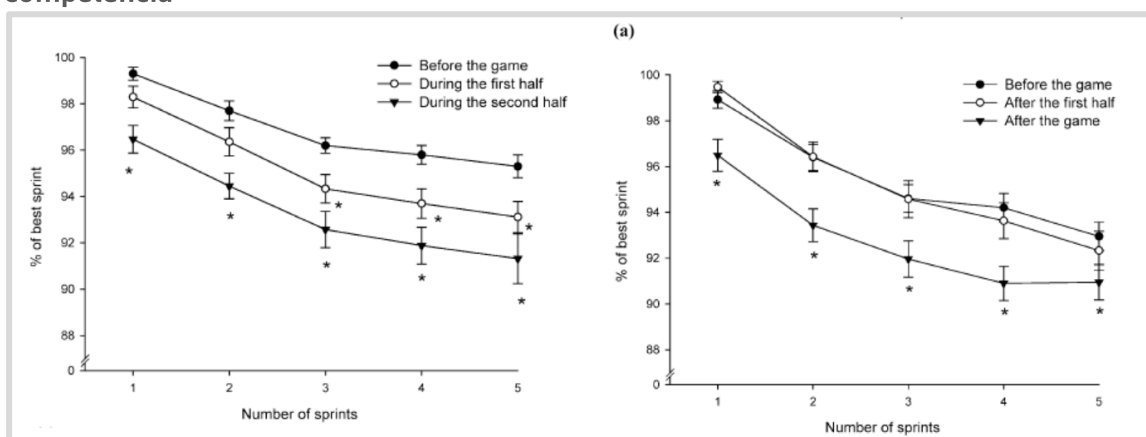 competencia
100
98
96
94
92
90
88
0
% of best sprint
Before the game
During the first half
During the second half
*
*
*
*
*
*
*
*
1 2 3 4 5
Number of sprints
(a)
100
98
96
94
92
90
88
0
% of best sprint
Before the game
After the first half
After the game
*
*
*
*
*
1 2 3 4 5
Number of sprints